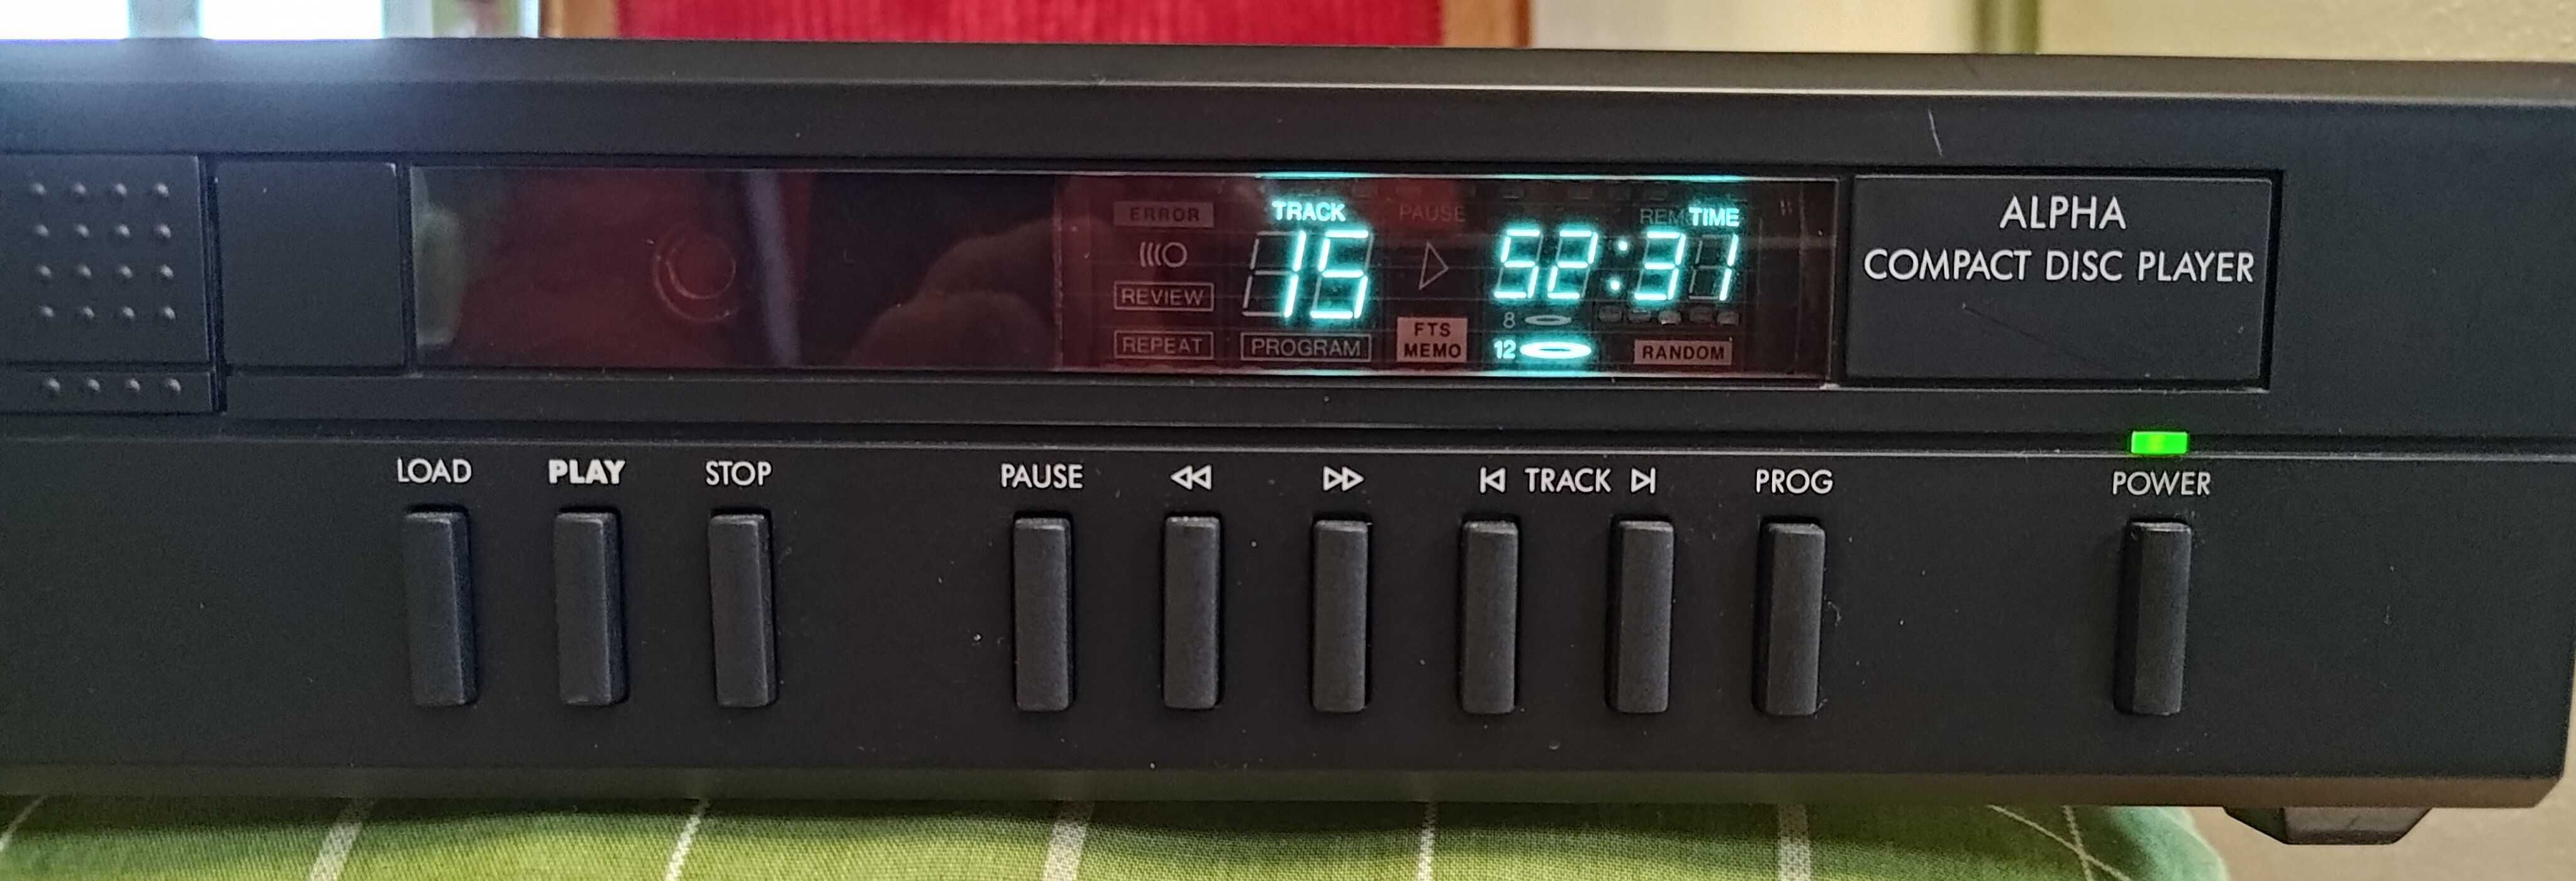 ERROR
TRACK
PAUSE
REM TIME
15
52:31
REVIEW
8
REPEAT
PROGRAM
FTS
MEMO
12
RANDOM
ALPHA
COMPACT DISC PLAYER
LOAD
PLAY
STOP
PAUSE
TRACK
PROG
POWER